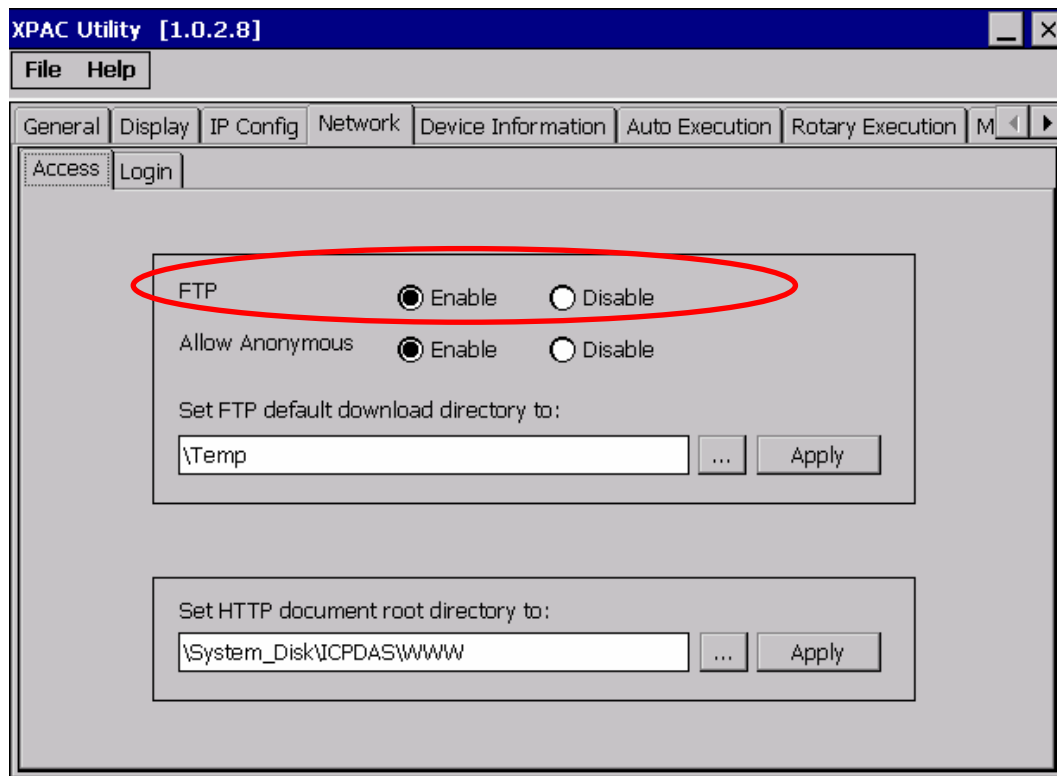 XPAC Utility [1.0.2.8]
File Help
General Display IP Config Network Device Information Auto Execution Rotary Execution M
Access Login
FTP Enable Disable
Allow Anonymous Enable Disable
Set FTP default download directory to:
\Temp ... Apply
Set HTTP document root directory to:
\System_Disk\ICPDAS\WWW ... Apply